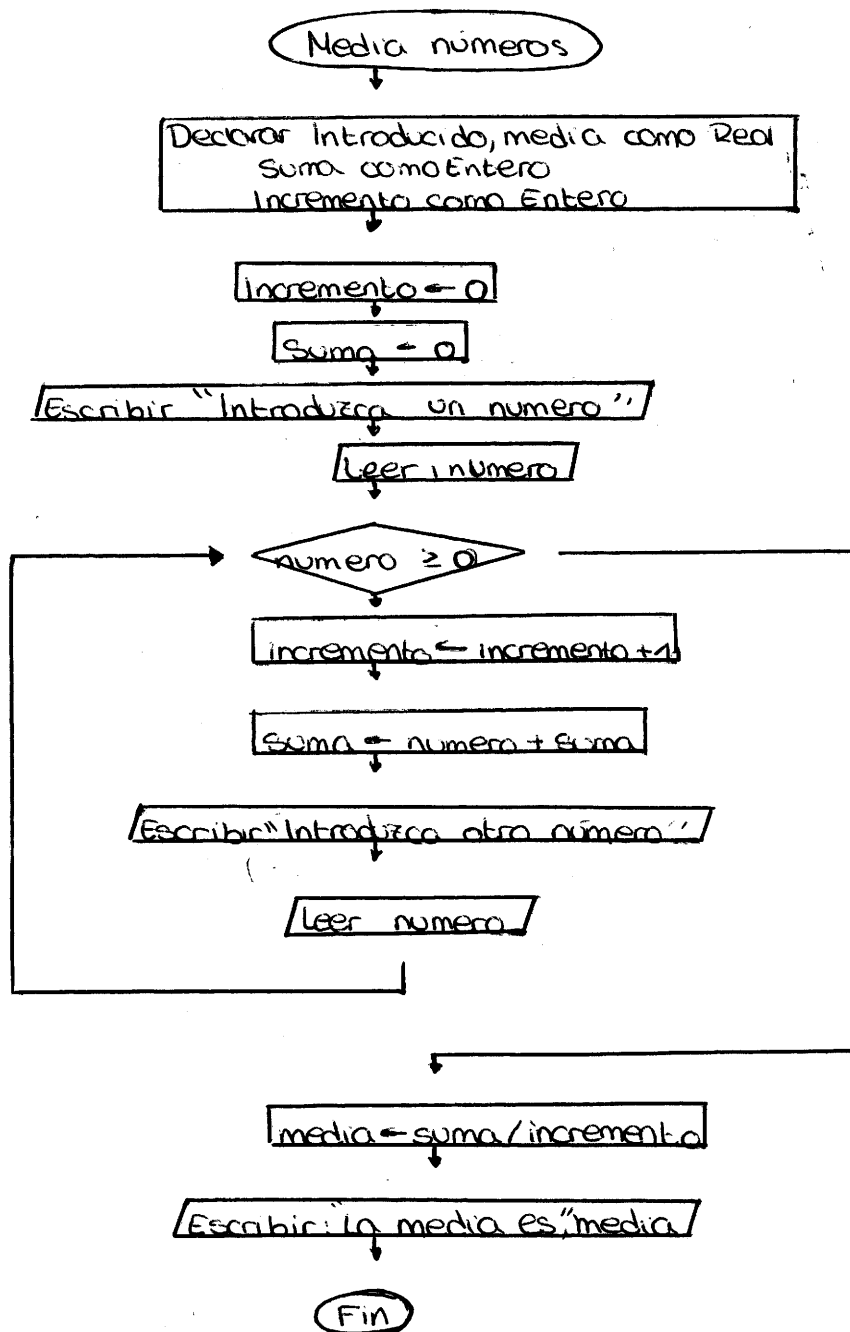 Media números
Declarar Introducido, media como Real
Suma como Entero
Incremento como Entero
incremento ← 0
Suma ← 0
Escribir "Introduzca un numero"
Leer numero
numero ≥ 0
incremento ← incremento +1
suma ← numero + suma
Escribir "Introduzca otro número"
Leer numero
media ← suma / incremento
Escribir: "La media es", media
Fin